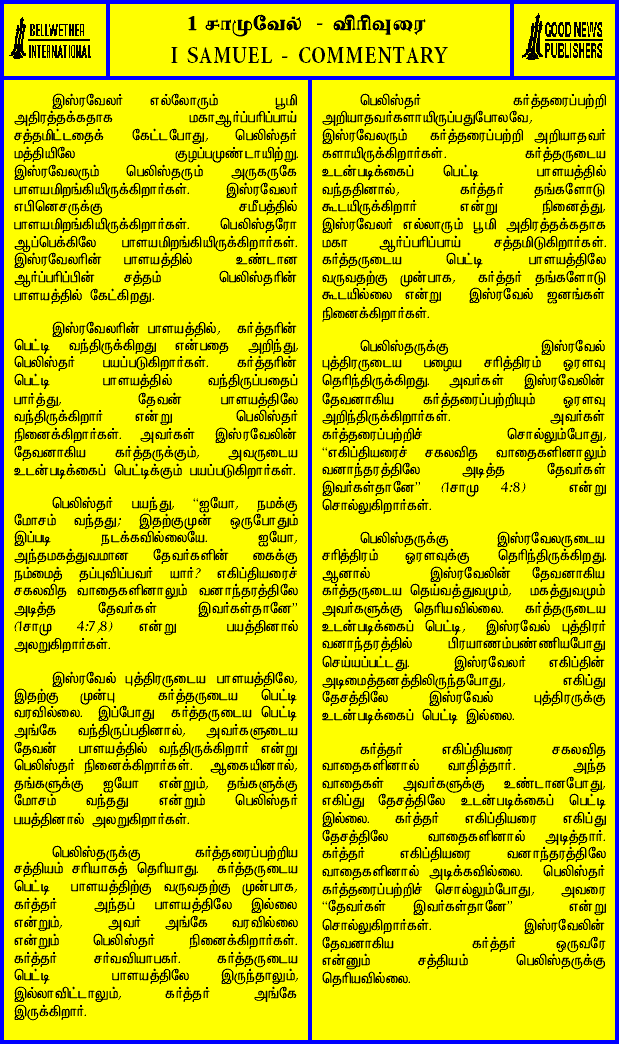 BELLWETHER
INTERNATIONAL
1 சாமுவேல் - விரிவுரை
I SAMUEL - COMMENTARY
GOOD NEWS
PUBLISHERS
இஸ்ரவேலர் எல்லோரும் பூமி
அதிரத்தக்கதாக மகாஆர்ப்பரிப்பாய்
சத்தமிட்டதைக் கேட்டபோது, பெலிஸ்தர்
மத்தியிலே குழப்பமுண்டாயிற்று.
இஸ்ரவேலரும் பெலிஸ்தரும் அருகருகே
பாளயமிறங்கியிருக்கிறார்கள். இஸ்ரவேலர்
எபினெசருக்கு சமீபத்தில்
பாளயமிறங்கியிருக்கிறார்கள். பெலிஸ்தரோ
ஆப்பெக்கிலே பாளயமிறங்கியிருக்கிறார்கள்.
இஸ்ரவேலரின் பாளயத்தில் உண்டான
ஆர்ப்பரிப்பின் சத்தம் பெலிஸ்தரின்
பாளயத்தில் கேட்கிறது.
இஸ்ரவேலரின் பாளயத்தில், கர்த்தரின்
பெட்டி வந்திருக்கிறது என்பதை அறிந்து,
பெலிஸ்தர் பயப்படுகிறார்கள். கர்த்தரின்
பெட்டி பாளயத்தில் வந்திருப்பதைப்
பார்த்து, தேவன் பாளயத்திலே
வந்திருக்கிறார் என்று பெலிஸ்தர்
நினைக்கிறார்கள். அவர்கள் இஸ்ரவேலின்
தேவனாகிய கர்த்தருக்கும், அவருடைய
உடன்படிக்கைப் பெட்டிக்கும் பயப்படுகிறார்கள்.
பெலிஸ்தர் பயந்து, "ஐயோ, நமக்கு
மோசம் வந்தது; இதற்குமுன் ஒருபோதும்
இப்படி நடக்கவில்லையே. ஐயோ,
அந்தமகத்துவமான தேவர்களின் கைக்கு
நம்மைத் தப்புவிப்பவர் யார்? எகிப்தியரைச்
சகலவித வாதைகளினாலும் வனாந்தரத்திலே
அடித்த தேவர்கள் இவர்கள்தானே"
(1சாமு 4:7,8) என்று பயத்தினால்
அலறுகிறார்கள்.
இஸ்ரவேல் புத்திரருடைய பாளயத்திலே,
இதற்கு முன்பு கர்த்தருடைய பெட்டி
வரவில்லை. இப்போது கர்த்தருடைய பெட்டி
அங்கே வந்திருப்பதினால், அவர்களுடைய
தேவன் பாளயத்தில் வந்திருக்கிறார் என்று
பெலிஸ்தர் நினைக்கிறார்கள். ஆகையினால்,
தங்களுக்கு ஐயோ என்றும், தங்களுக்கு
மோசம் வந்தது என்றும் பெலிஸ்தர்
பயத்தினால் அலறுகிறார்கள்.
பெலிஸ்தருக்கு கர்த்தரைப்பற்றிய
சத்தியம் சரியாகத் தெரியாது. கர்த்தருடைய
பெட்டி பாளயத்திற்கு வருவதற்கு முன்பாக,
கர்த்தர் அந்தப் பாளயத்திலே இல்லை
என்றும், அவர் அங்கே வரவில்லை
என்றும் பெலிஸ்தர் நினைக்கிறார்கள்.
கர்த்தர் சர்வவியாபகர். கர்த்தருடைய
பெட்டி பாளயத்திலே இருந்தாலும்,
இல்லாவிட்டாலும், கர்த்தர் அங்கே
இருக்கிறார்.
பெலிஸ்தர் கர்த்தரைப்பற்றி
அறியாதவர்களாயிருப்பதுபோலவே,
இஸ்ரவேலரும் கர்த்தரைப்பற்றி அறியாதவர்
களாயிருக்கிறார்கள். கர்த்தருடைய
உடன்படிக்கைப் பெட்டி பாளயத்தில்
வந்ததினால், கர்த்தர் தங்களோடு
கூடயிருக்கிறார் என்று நினைத்து,
இஸ்ரவேலர் எல்லாரும் பூமி அதிரத்தக்கதாக
மகா ஆர்ப்பரிப்பாய் சத்தமிடுகிறார்கள்.
கர்த்தருடைய பெட்டி பாளயத்திலே
வருவதற்கு முன்பாக, கர்த்தர் தங்களோடு
கூடயில்லை என்று இஸ்ரவேல் ஜனங்கள்
நினைக்கிறார்கள்.
பெலிஸ்தருக்கு இஸ்ரவேல்
புத்திரருடைய பழைய சரித்திரம் ஓரளவு
தெரிந்திருக்கிறது. அவர்கள் இஸ்ரவேலின்
தேவனாகிய கர்த்தரைப்பற்றியும் ஓரளவு
அறிந்திருக்கிறார்கள். அவர்கள்
கர்த்தரைப்பற்றிச் சொல்லும்போது,
"எகிப்தியரைச் சகலவித வாதைகளினாலும்
வனாந்தரத்திலே அடித்த தேவர்கள்
இவர்கள்தானே" (1சாமு 4:8) என்று
சொல்லுகிறார்கள்.
பெலிஸ்தருக்கு இஸ்ரவேலருடைய
சரித்திரம் ஓரளவுக்கு தெரிந்திருக்கிறது.
ஆனால் இஸ்ரவேலின் தேவனாகிய
கர்த்தருடைய தெய்வத்துவமும், மகத்துவமும்
அவர்களுக்கு தெரியவில்லை. கர்த்தருடைய
உடன்படிக்கைப் பெட்டி, இஸ்ரவேல் புத்திரர்
வனாந்தரத்தில் பிரயாணம்பண்ணியபோது
செய்யப்பட்டது. இஸ்ரவேலர் எகிப்தின்
அடிமைத்தனத்திலிருந்தபோது, எகிப்து
தேசத்திலே இஸ்ரவேல் புத்திரருக்கு
உடன்படிக்கைப் பெட்டி இல்லை.
கர்த்தர் எகிப்தியரை சகலவித
வாதைகளினால் வாதித்தார். அந்த
வாதைகள் அவர்களுக்கு உண்டானபோது,
எகிப்து தேசத்திலே உடன்படிக்கைப் பெட்டி
இல்லை. கர்த்தர் எகிப்தியரை எகிப்து
தேசத்திலே வாதைகளினால் அடித்தார்.
கர்த்தர் எகிப்தியரை வனாந்தரத்திலே
வாதைகளினால் அடிக்கவில்லை. பெலிஸ்தர்
கர்த்தரைப்பற்றிச் சொல்லும்போது, அவரை
"தேவர்கள் இவர்கள்தானே" என்று
சொல்லுகிறார்கள். இஸ்ரவேலின்
தேவனாகிய கர்த்தர் ஒருவரே
என்னும் சத்தியம் பெலிஸ்தருக்கு
தெரியவில்லை.